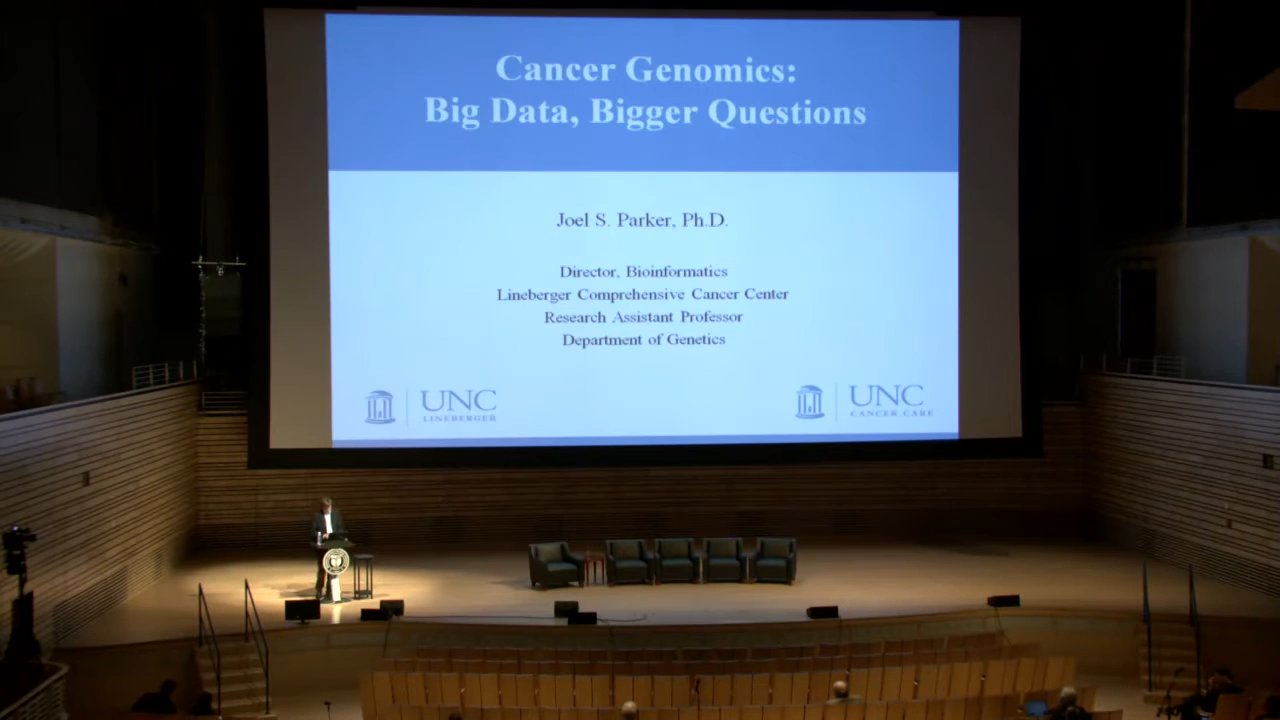 Cancer Genomics:
Big Data, Bigger Questions
Joel S. Parker, Ph.D.
Director, Bioinformatics
Lineberger Comprehensive Cancer Center
Research Assistant Professor
Department of Genetics
UNC
LINEBERGER
UNC
CANCER CARE